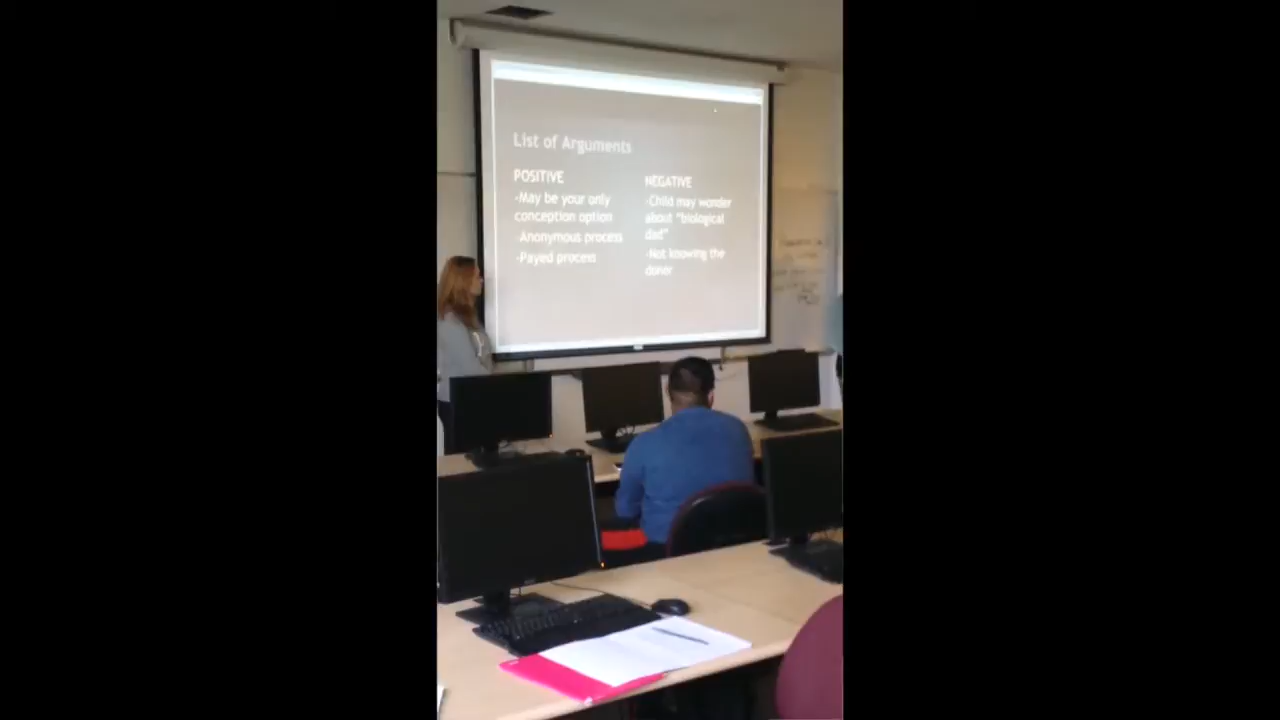 List of Arguments
POSITIVE
-May be your only
conception option
-Anonymous process
-Payed process
NEGATIVE
-Child may wonder
about "biological
dad"
-Not knowing the
donor